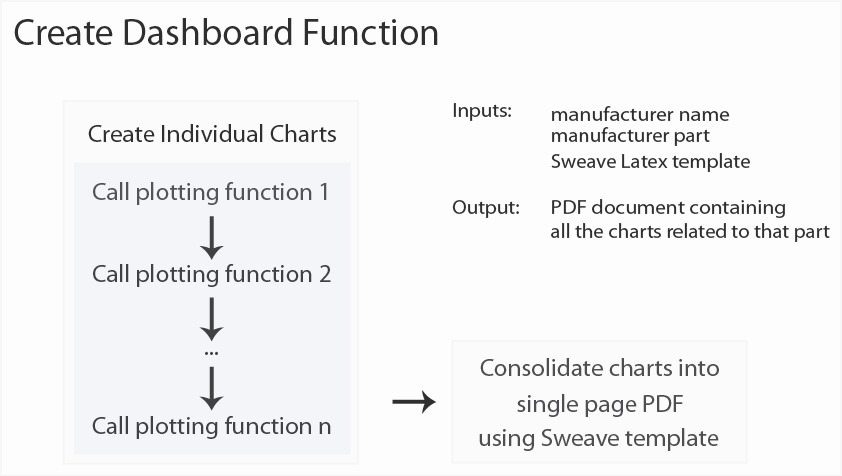 Create Dashboard Function
Create Individual Charts
Call plotting function 1
Call plotting function 2
...
Call plotting function n
Inputs:
manufacturer name
manufacturer part
Sweave Latex template
Output:
PDF document containing
all the charts related to that part
Consolidate charts into
single page PDF
using Sweave template